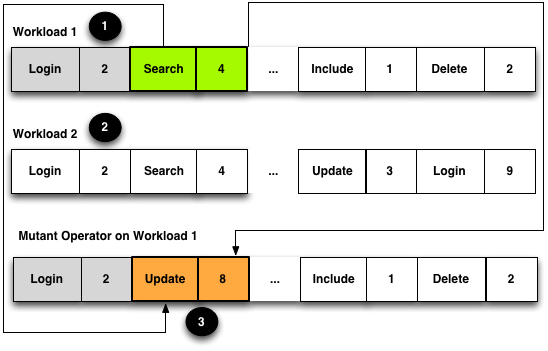 Workload 1 1
Login 2 Search 4 ... Include 1 Delete 2
Workload 2 2
Login 2 Search 4 ... Update 3 Login 9
Mutant Operator on Workload 1
Login 2 Update 8 ... Include 1 Delete 2
3